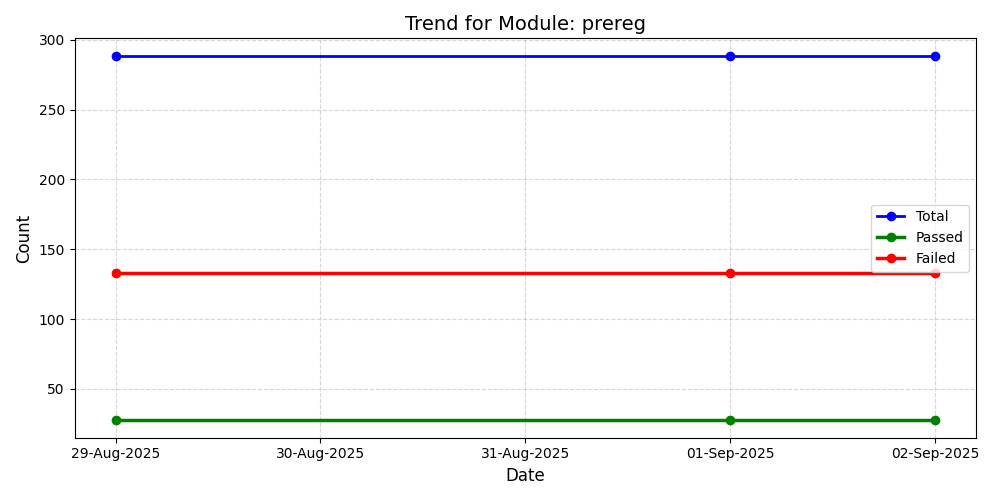 Trend for Module: prereg
300
250
200
150
100
50
Count
Total
Passed
Failed
29-Aug-2025
30-Aug-2025
31-Aug-2025
01-Sep-2025
02-Sep-2025
Date